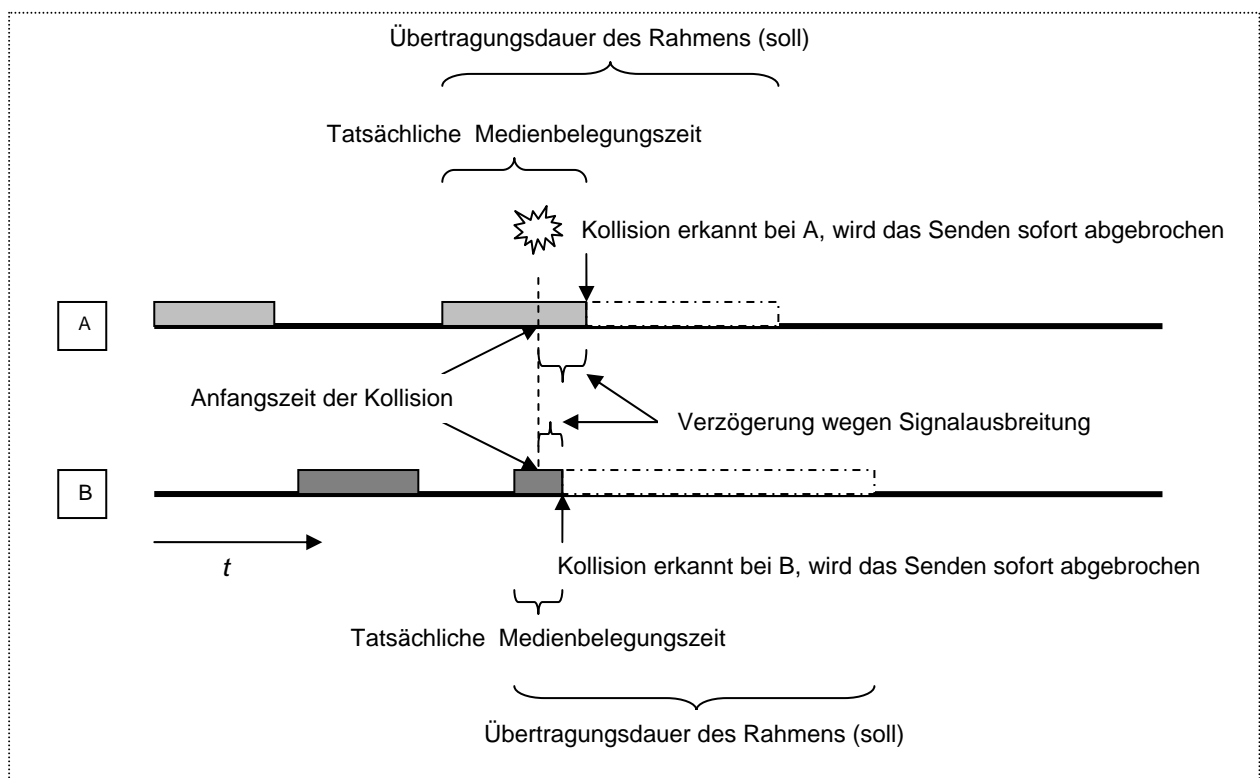 Übertragungsdauer des Rahmens (soll)
Tatsächliche Medienbelegungszeit
Kollision erkannt bei A, wird das Senden sofort abgebrochen
A
Anfangszeit der Kollision
Verzögerung wegen Signalausbreitung
B
t
Kollision erkannt bei B, wird das Senden sofort abgebrochen
Tatsächliche Medienbelegungszeit
Übertragungsdauer des Rahmens (soll)